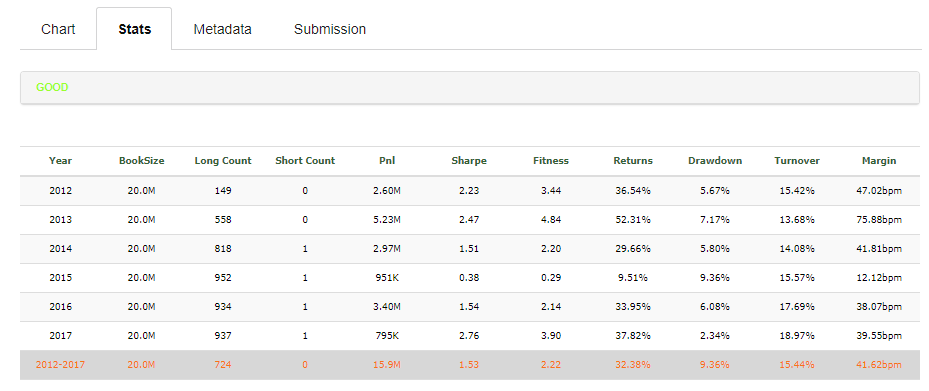 Chart Stats Metadata Submission
GOOD
Year BookSize Long Count Short Count Pnl Sharpe Fitness Returns Drawdown Turnover Margin
2012 20.0M 149 0 2.60M 2.23 3.44 36.54% 5.67% 15.42% 47.02bpm
2013 20.0M 558 0 5.23M 2.47 4.84 52.31% 7.17% 13.68% 75.88bpm
2014 20.0M 818 1 2.97M 1.51 2.20 29.66% 5.80% 14.08% 41.81bpm
2015 20.0M 952 1 951K 0.38 0.29 9.51% 9.36% 15.57% 12.12bpm
2016 20.0M 934 1 3.40M 1.54 2.14 33.95% 6.08% 17.69% 38.07bpm
2017 20.0M 937 1 795K 2.76 3.90 37.82% 2.34% 18.97% 39.55bpm
2012-2017 20.0M 724 0 15.9M 1.53 2.22 32.38% 9.36% 15.44% 41.62bpm